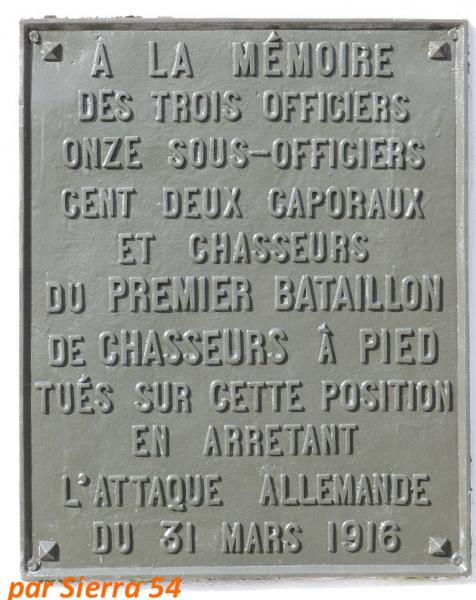 À LA MÊMOIRE
DES TROIS OFFICIERS
ONZE SOUS-OFFICIERS
CENT DEUX CAPORAUX
ET CHASSEURS
DU PREMIER BATAILLON
DE CHASSEURS À PIED
TUÉS SUR CETTE POSITION
EN ARRETANT
L'ATTAQUE ALLEMANDE
DU 31 MARS 1916
par Sierra 54